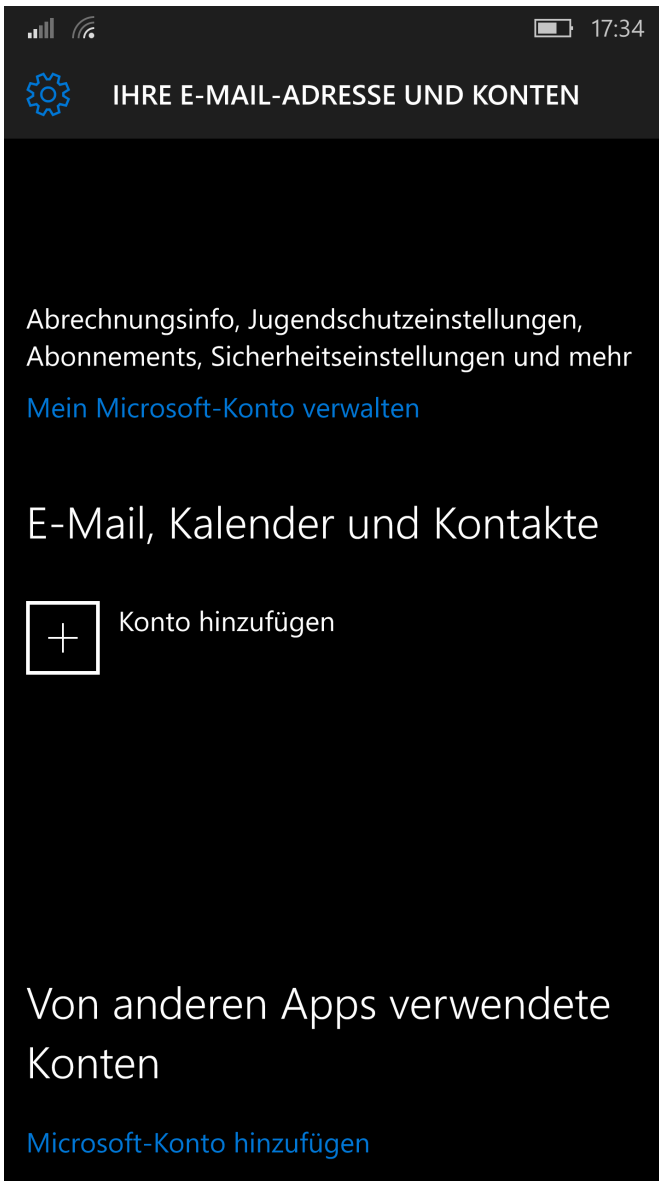 17:34
IHRE E-MAIL-ADRESSE UND KONTEN
Abrechnungsinfo, Jugendschutzeinstellungen,
Abonnements, Sicherheitseinstellungen und mehr
Mein Microsoft-Konto verwalten
E-Mail, Kalender und Kontakte
Konto hinzufügen
Von anderen Apps verwendete
Konten
Microsoft-Konto hinzufügen